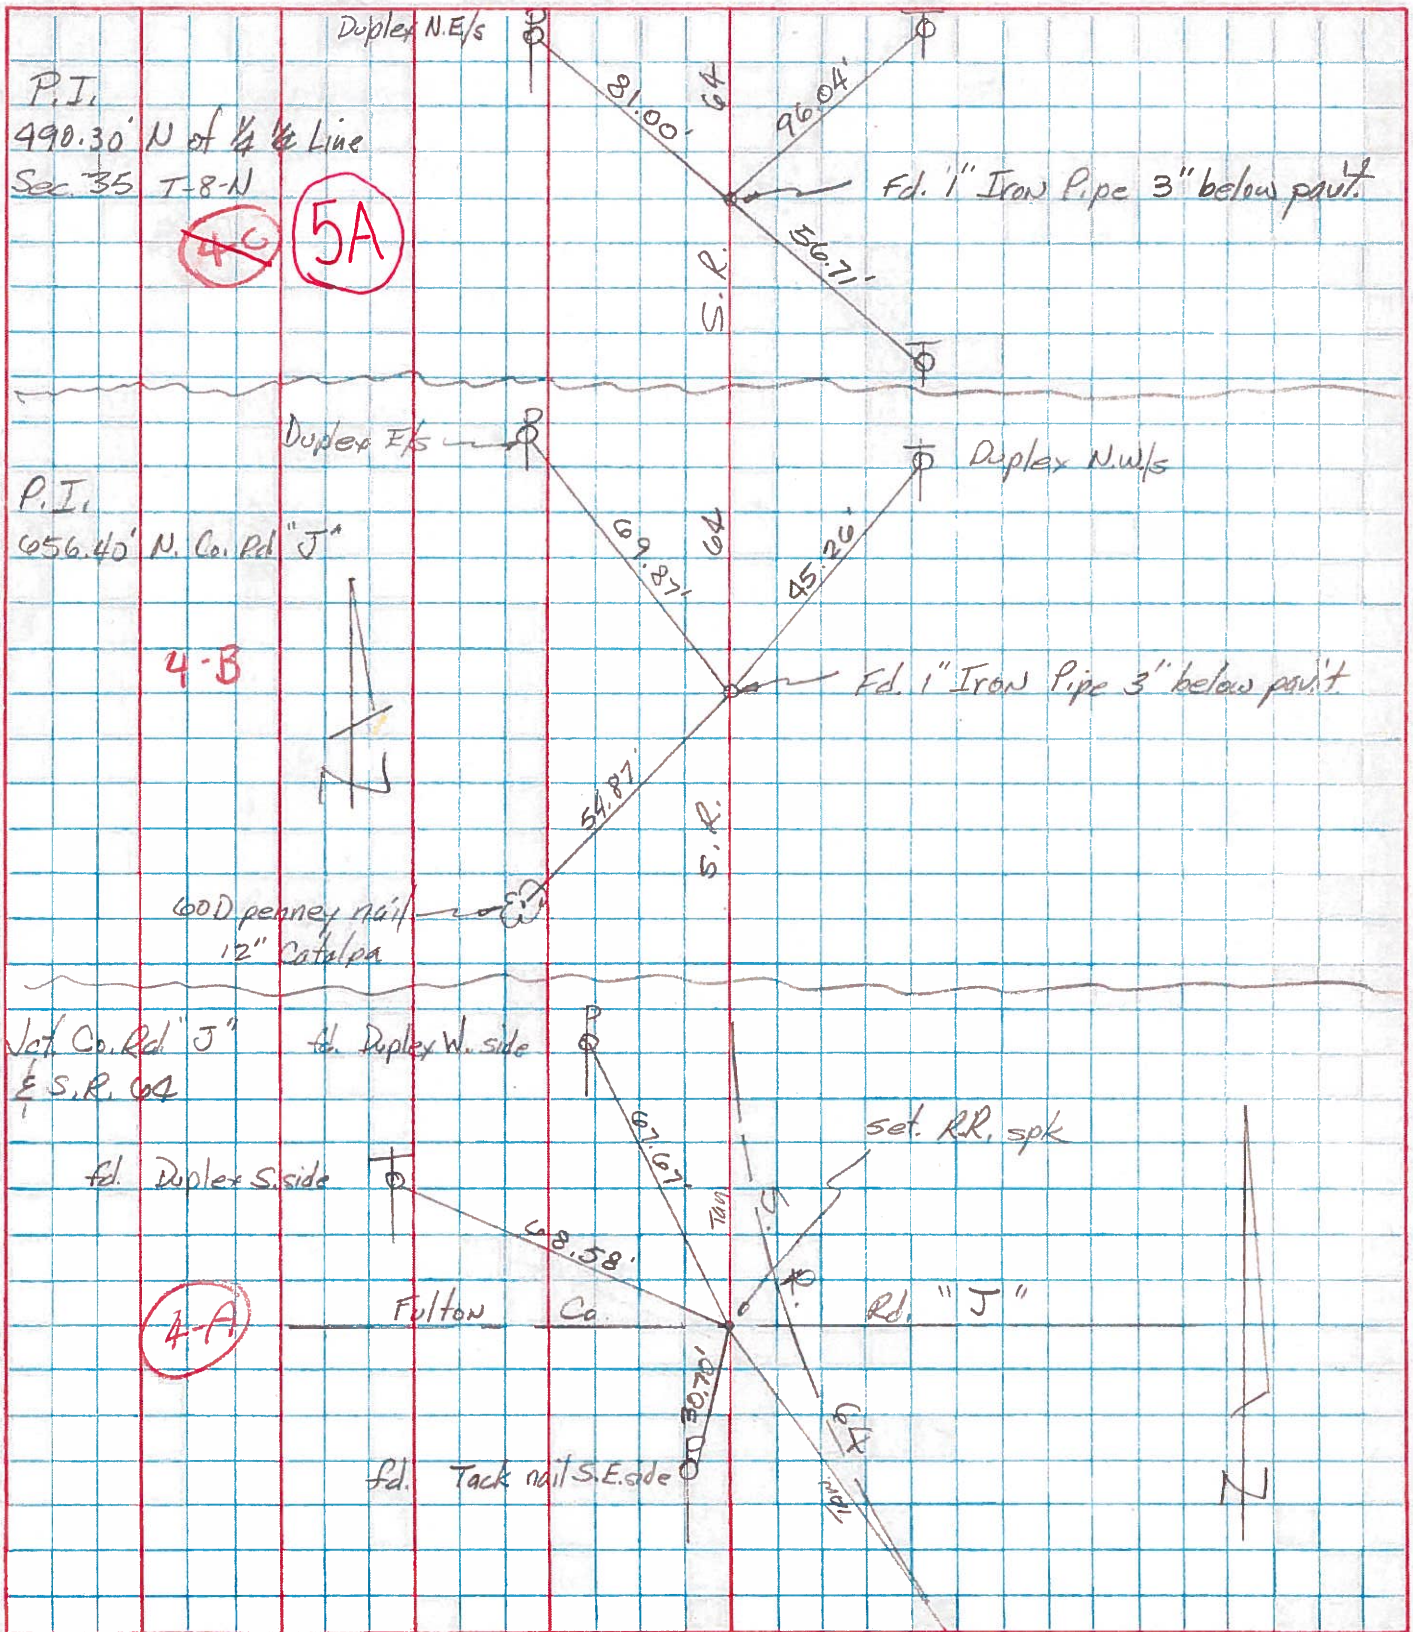 Duplex N.E/s
P
T
P.I.
490.30' N of 1/4 1/4 Line
Sec. 35 T-8-N
4-C
5A
81.00'
64
96.04'
Fd. 1" Iron Pipe 3" below pav't.
56.71'
S.R.
T
Duplex E/s
P
T
Duplex N.W/s
P.I.
656.40' N. Co. Rd "J"
69.87'
64
45.26'
4-B
N
Fd. 1" Iron Pipe 3" below pav't
54.87'
S.R.
60D penney nail
12" Catalpa
Jct. Co. Rd. "J"
& S.R. 64
fd. Duplex W. side
P
set. R.R. spk
fd. Duplex S. side
T
67.67'
Tan
S.
R.
68.58'
4-A
Fulton Co. Rd. "J"
30.70'
64
Tan
fd. Tack nail S.E. side
N